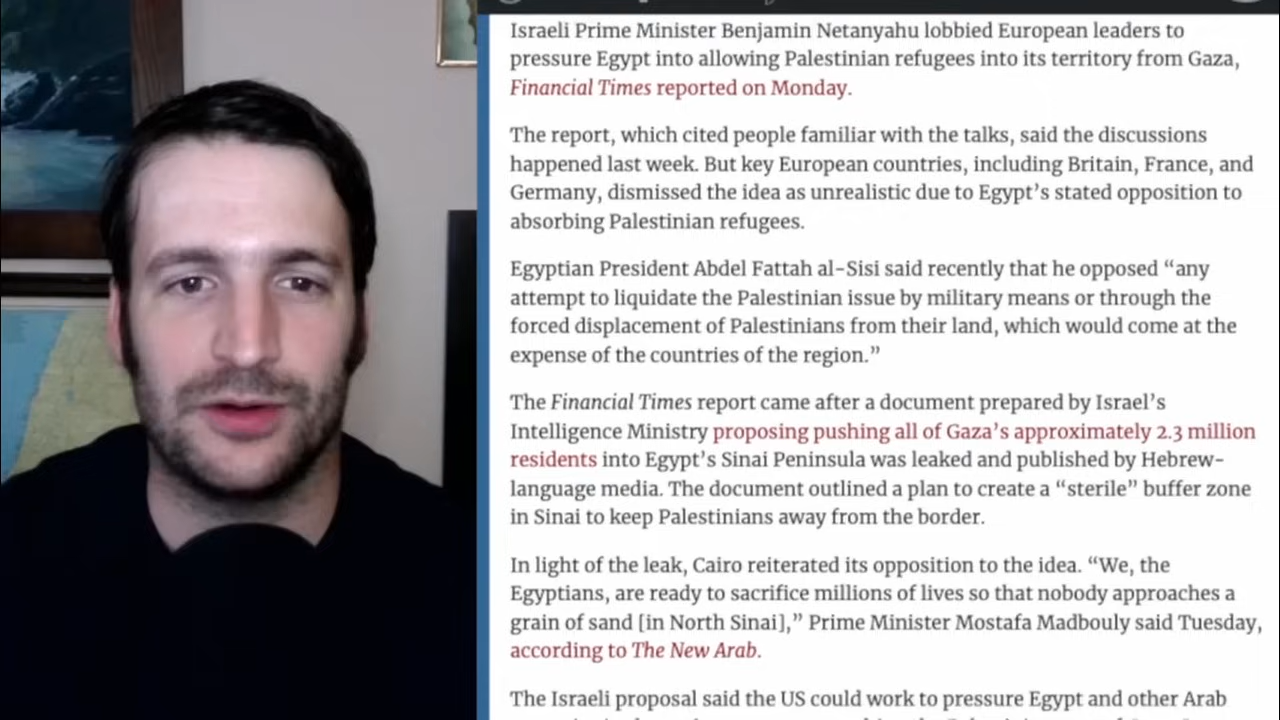 Israeli Prime Minister Benjamin Netanyahu lobbied European leaders to
pressure Egypt into allowing Palestinian refugees into its territory from Gaza,
Financial Times reported on Monday.
The report, which cited people familiar with the talks, said the discussions
happened last week. But key European countries, including Britain, France, and
Germany, dismissed the idea as unrealistic due to Egypt’s stated opposition to
absorbing Palestinian refugees.
Egyptian President Abdel Fattah al-Sisi said recently that he opposed “any
attempt to liquidate the Palestinian issue by military means or through the
forced displacement of Palestinians from their land, which would come at the
expense of the countries of the region.”
The Financial Times report came after a document prepared by Israel’s
Intelligence Ministry proposing pushing all of Gaza’s approximately 2.3 million
residents into Egypt’s Sinai Peninsula was leaked and published by Hebrew-
language media. The document outlined a plan to create a “sterile” buffer zone
in Sinai to keep Palestinians away from the border.
In light of the leak, Cairo reiterated its opposition to the idea. “We, the
Egyptians, are ready to sacrifice millions of lives so that nobody approaches a
grain of sand [in North Sinai],” Prime Minister Mostafa Madbouly said Tuesday,
according to The New Arab.
The Israeli proposal said the US could work to pressure Egypt and other Arab